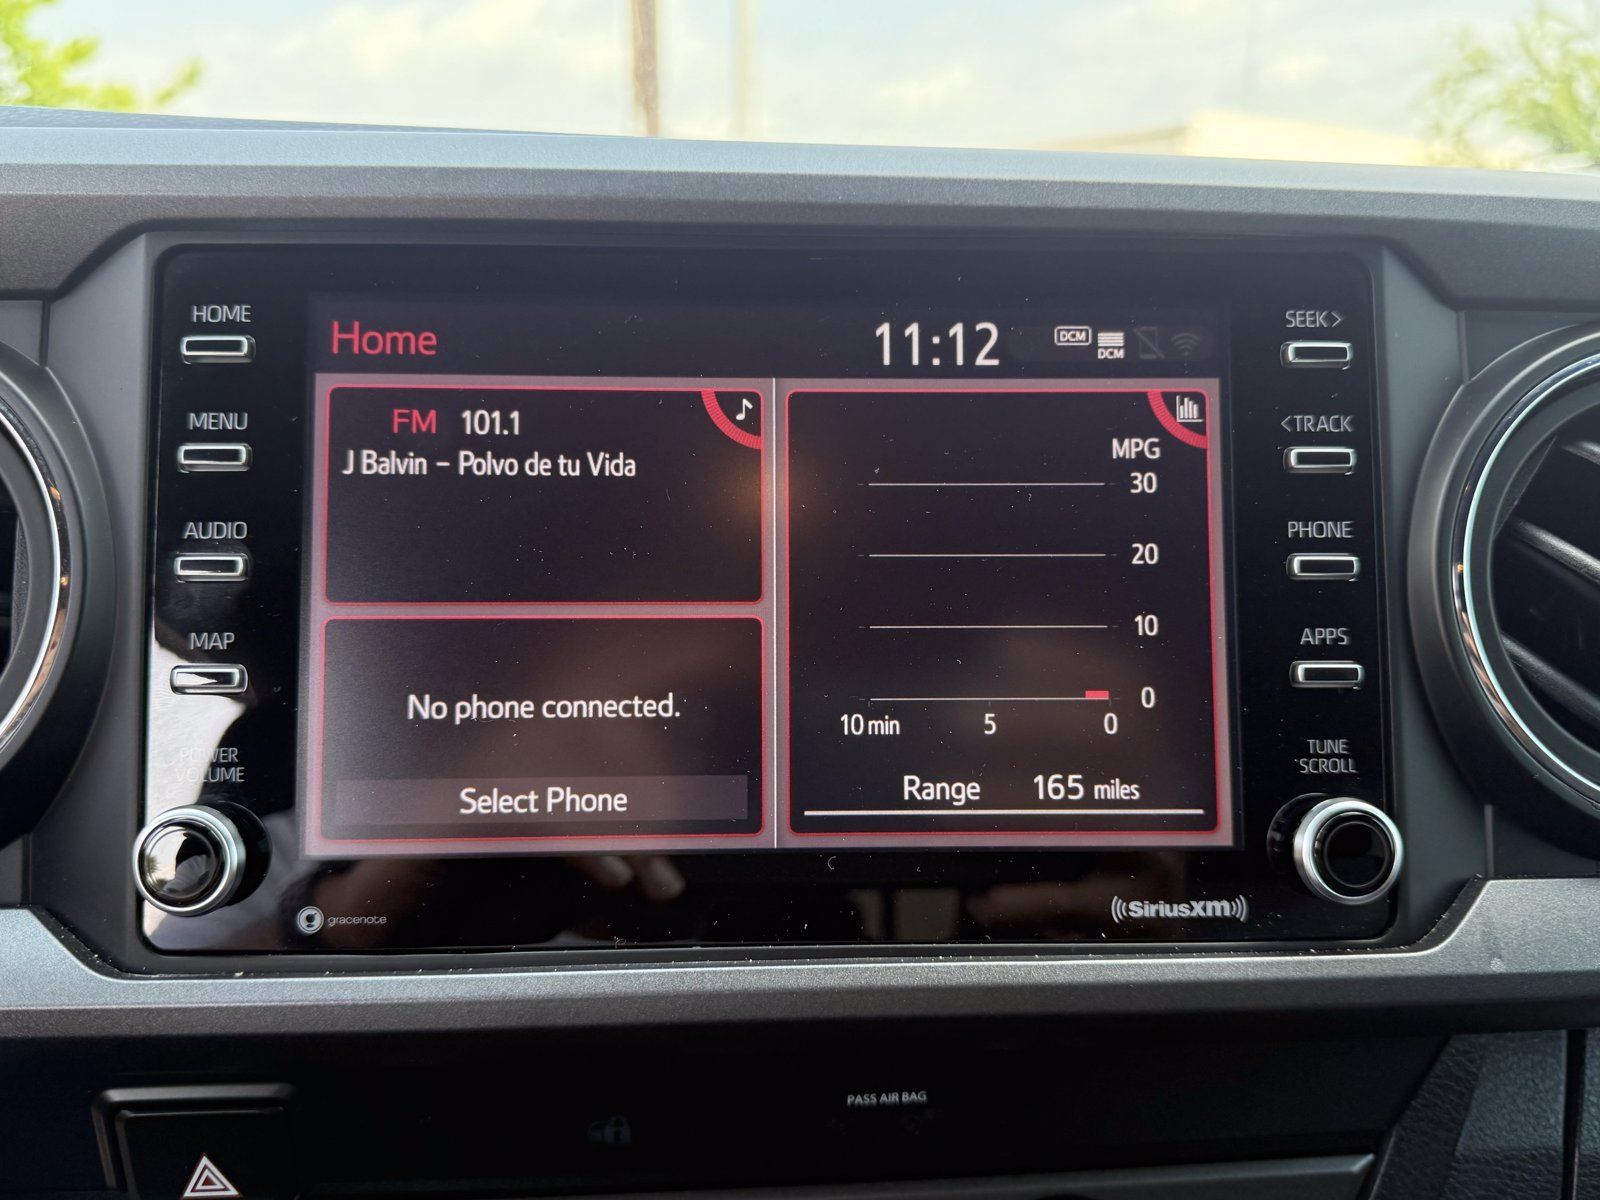 HOME
MENU
AUDIO
MAP
POWER
VOLUME
Home
11:12
DCM
DCM
FM 101.1
J Balvin – Polvo de tu Vida
No phone connected.
Select Phone
MPG
30
20
10
0
10 min 5 0
Range 165 miles
SEEK>
<TRACK
PHONE
APPS
TUNE
SCROLL
gracenote
((SiriusXM))
PASS AIR BAG